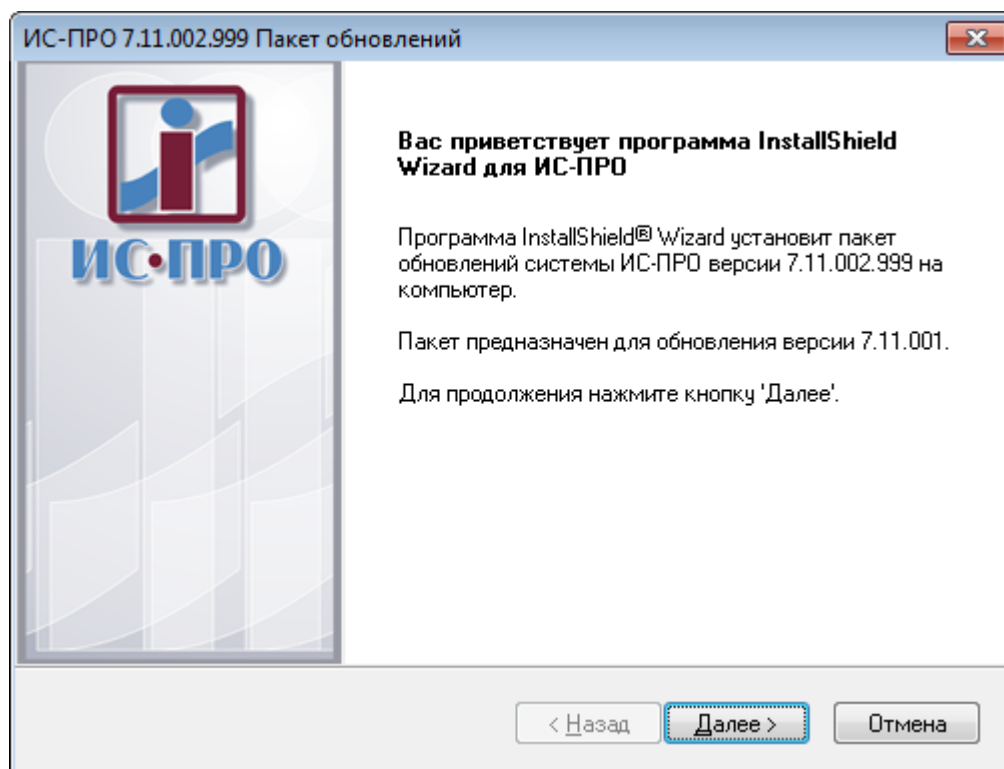 ИС-ПРО 7.11.002.999 Пакет обновлений
ИС•ПРО
Вас приветствует программа InstallShield
Wizard для ИС-ПРО
Программа InstallShield® Wizard установит пакет
обновлений системы ИС-ПРО версии 7.11.002.999 на
компьютер.
Пакет предназначен для обновления версии 7.11.001.
Для продолжения нажмите кнопку 'Далее'.
< Назад
Далее >
Отмена